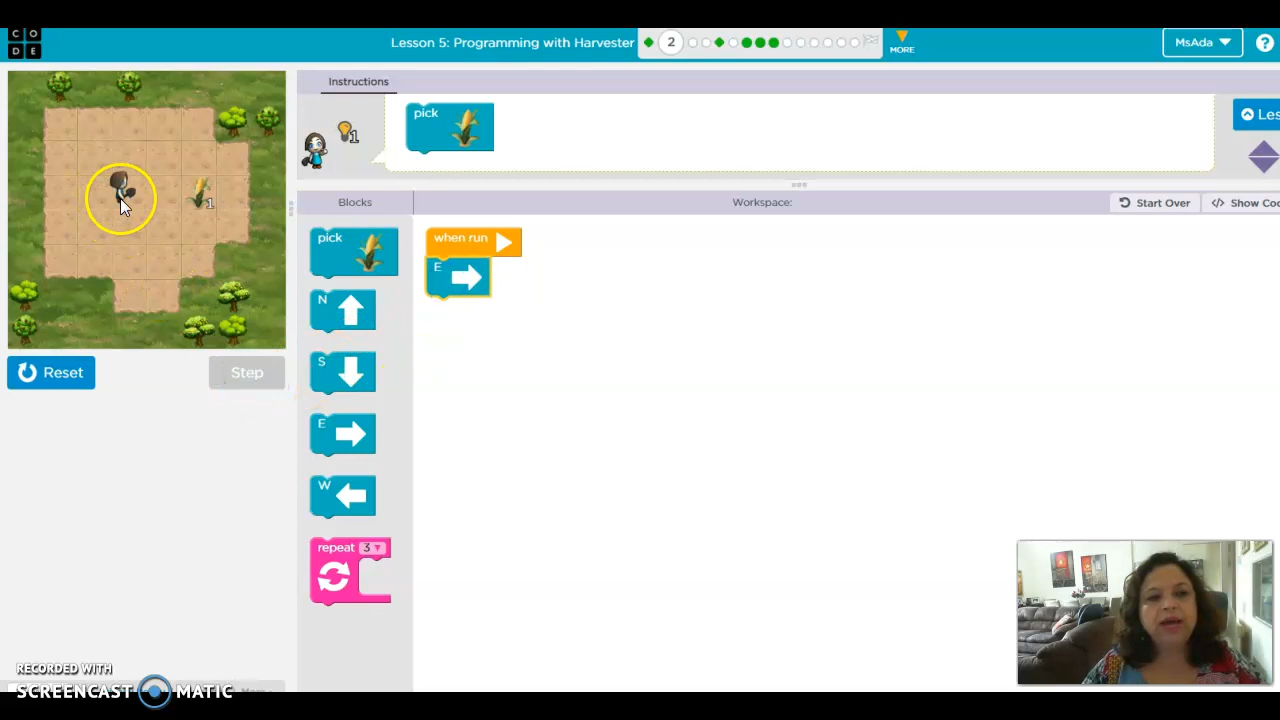 C O
D E
Lesson 5: Programming with Harvester
2
MORE
MsAda
?
Instructions
1
pick
Les
Blocks
Workspace:
Start Over
</> Show Co
1
pick
N
S
E
W
repeat 3
when run
E
Reset
Step
RECORDED WITH
SCREENCAST MATIC